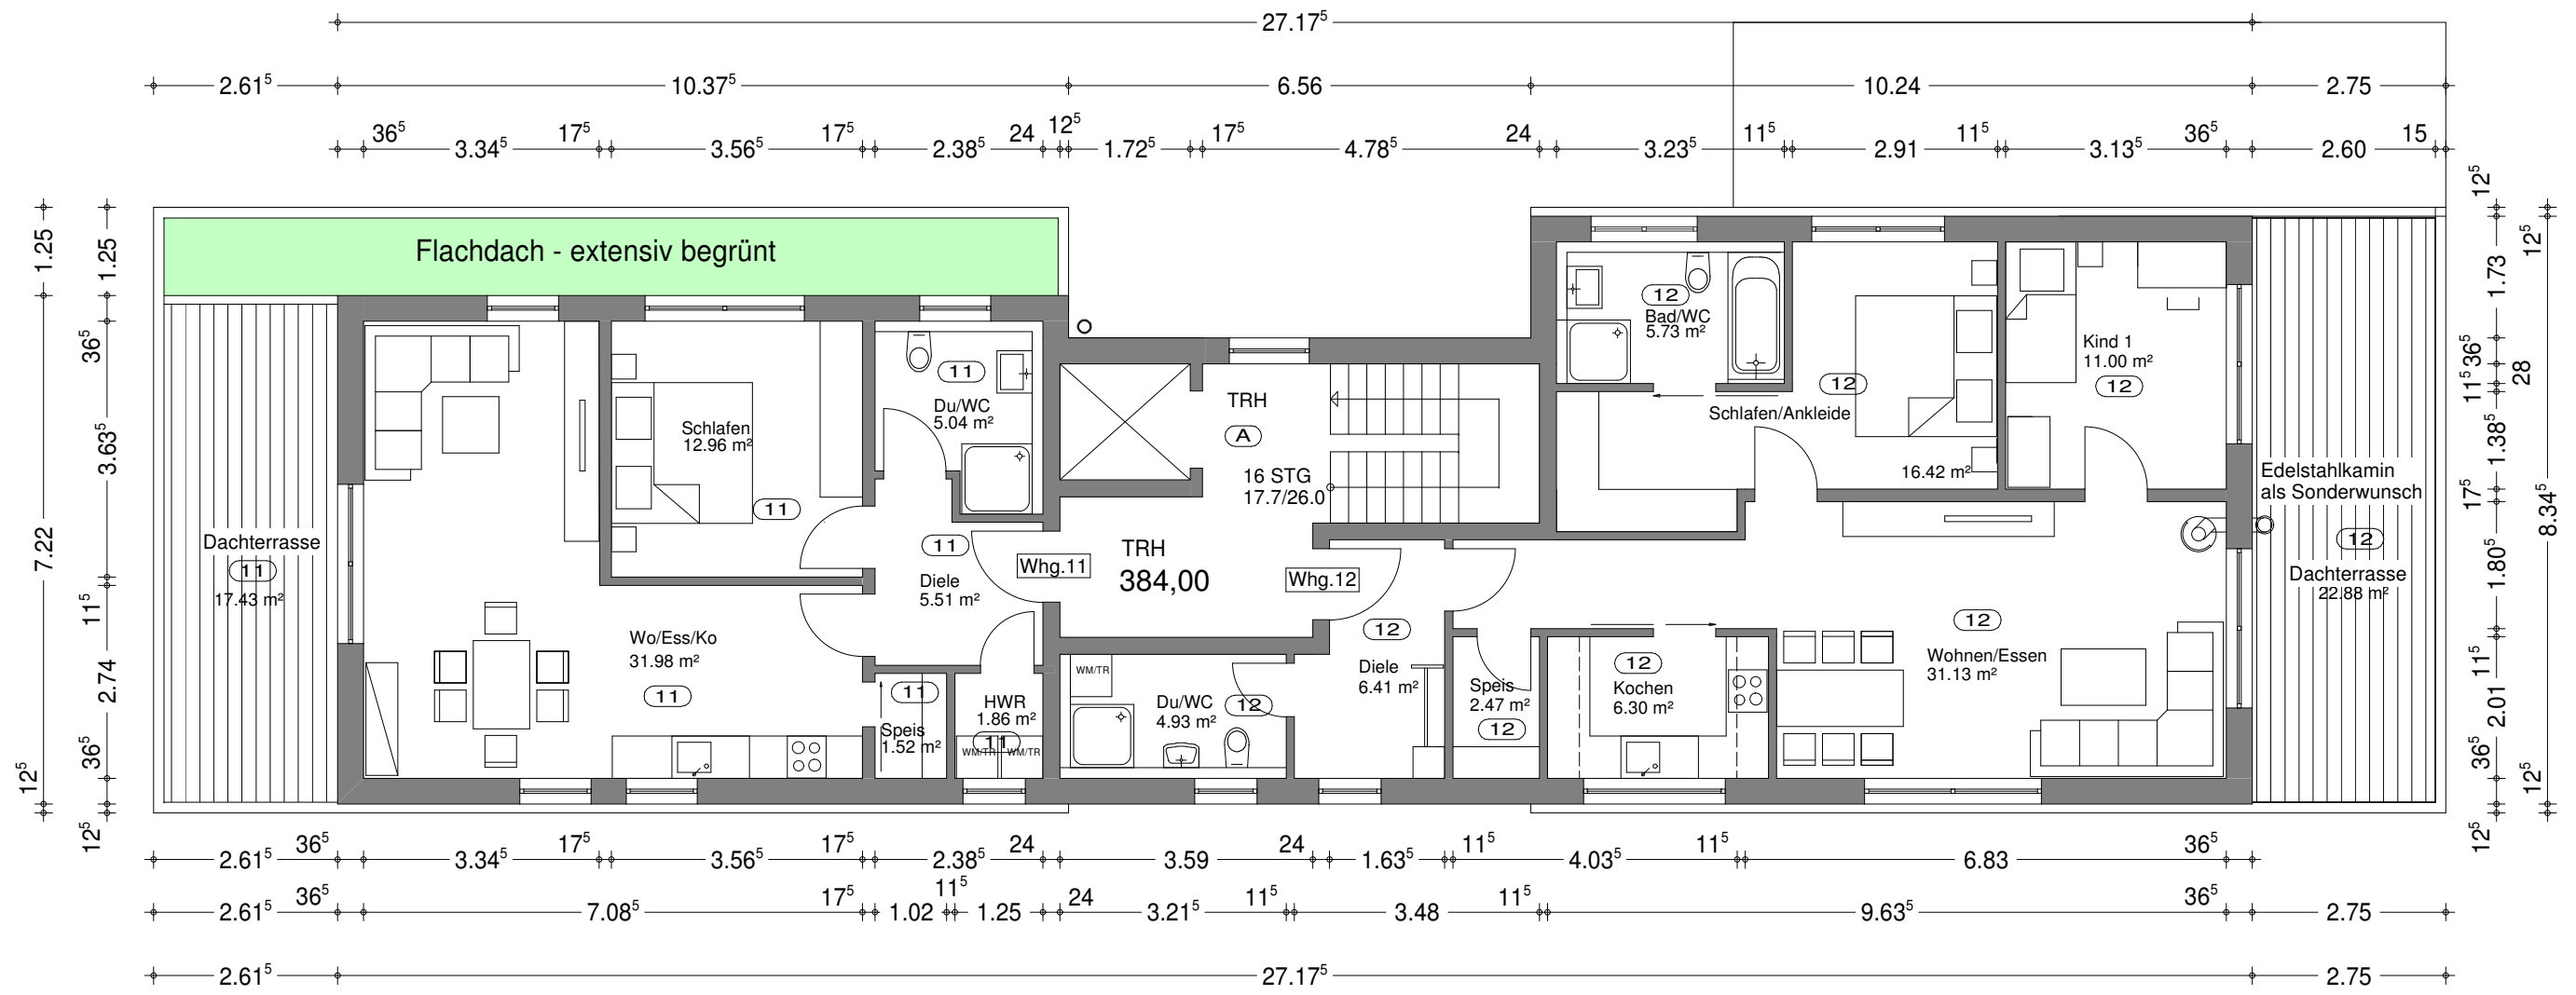 27.17⁵
2.61⁵ 10.37⁵ 6.56 10.24 2.75
36⁵ 17⁵ 17⁵ 24 12⁵ 17⁵ 24 11⁵ 11⁵ 36⁵ 15
3.34⁵ 3.56⁵ 2.38⁵ 1.72⁵ 4.78⁵ 3.23⁵ 2.91 3.13⁵ 2.60
1.25
7.22
12⁵
1.25
36⁵
3.63⁵
11⁵
2.74
36⁵
12⁵
Flachdach - extensiv begrünt
Dachterrasse
11
17.43 m²
Schlafen
12.96 m²
11
11
Du/WC
5.04 m²
11
Diele
5.51 m²
Whg.11
Wo/Ess/Ko
31.98 m²
11
11
Speis
1.52 m²
HWR
1.86 m²
11
WM/TR WM/TR
TRH
A
16 STG
17.7/26.0
TRH
384,00
Whg.12
WM/TR
Du/WC
4.93 m²
12
12
Diele
6.41 m²
Speis
2.47 m²
12
12
Kochen
6.30 m²
12
Bad/WC
5.73 m²
12
Schlafen/Ankleide
16.42 m²
Kind 1
11.00 m²
12
12
Wohnen/Essen
31.13 m²
Edelstahlkamin
als Sonderwunsch
12
Dachterrasse
22.88 m²
12⁵
1.73
36⁵
11⁵
1.38⁵
17⁵
1.80⁵
11⁵
2.01
36⁵
12⁵
28
12⁵
8.34⁵
12⁵
36⁵ 17⁵ 17⁵ 24 24 11⁵ 11⁵ 36⁵
2.61⁵ 3.34⁵ 3.56⁵ 2.38⁵ 3.59 1.63⁵ 4.03⁵ 6.83
36⁵ 17⁵ 11⁵ 24 11⁵ 11⁵ 36⁵
2.61⁵ 7.08⁵ 1.02 1.25 3.21⁵ 3.48 9.63⁵ 2.75
2.61⁵ 27.17⁵ 2.75